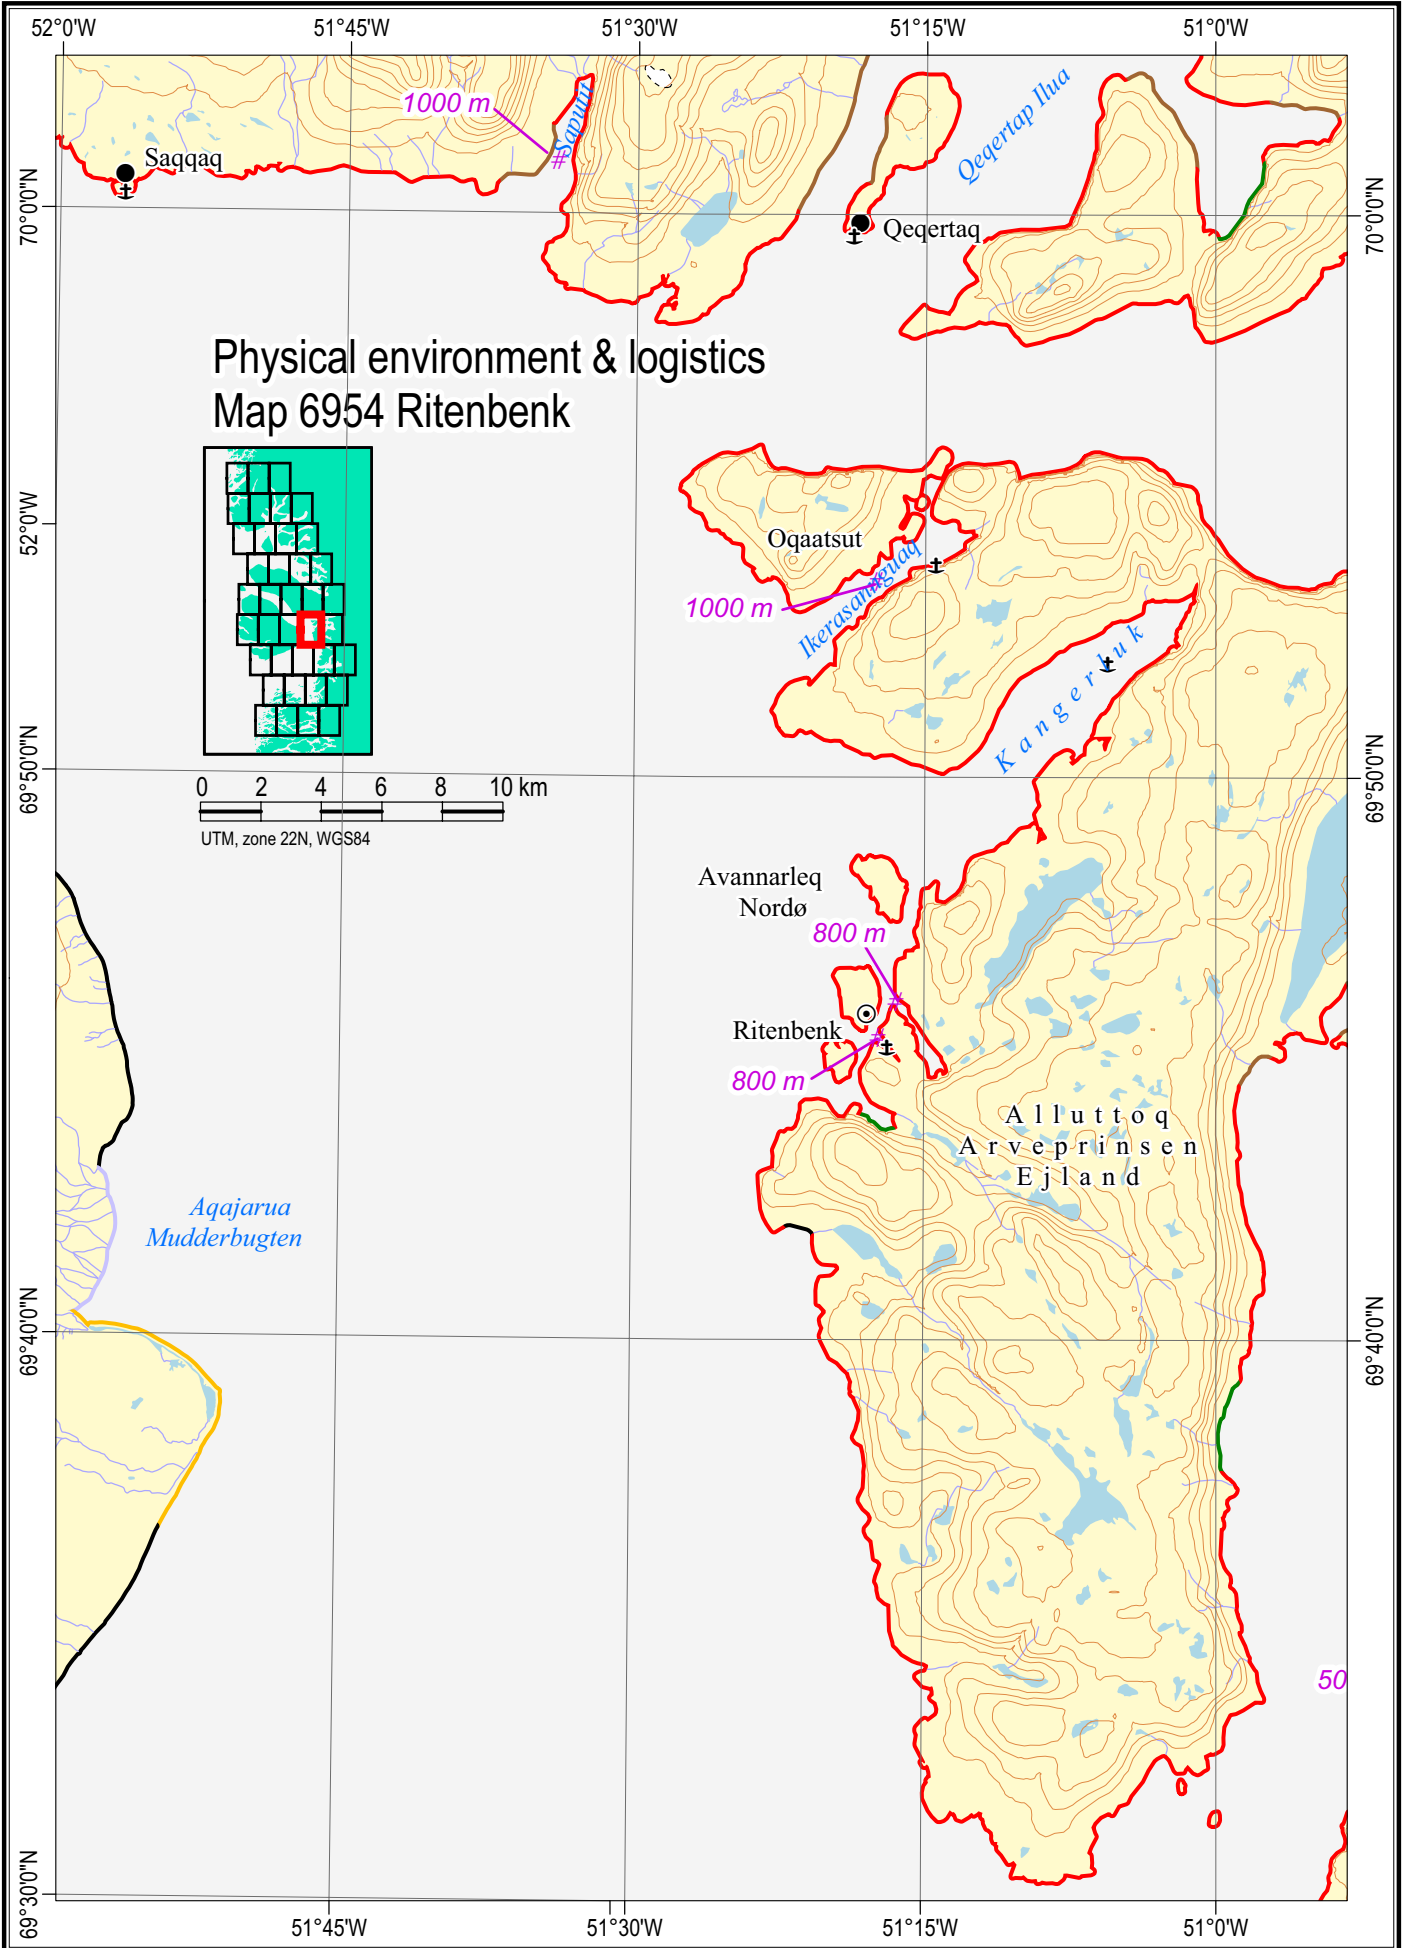 52°0'W 51°45'W 51°30'W 51°15'W 51°0'W
1000 m
Saputit
Qeqertap Ilua
Saqqaq
70°0'0"N
70°0'0"N
Qeqertaq
Physical environment & logistics
Map 6954 Ritenbenk
52°0'W
Oqaatsut
1000 m
Ikerasannguaq
Kangerluk
69°50'0"N
69°50'0"N
0 2 4 6 8 10 km
UTM, zone 22N, WGS84
Avannarleq
Nordø
800 m
Ritenbenk
800 m
Alluttoq
Arveprinsen
Ejland
Aqajarua
Mudderbugten
69°40'0"N
69°40'0"N
50
69°30'0"N
51°45'W 51°30'W 51°15'W 51°0'W